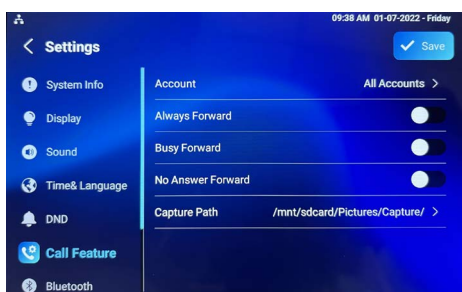 09:38 AM 01-07-2022 - Friday
Settings
Save
System Info
Display
Sound
Time& Language
DND
Call Feature
Bluetooth
Account All Accounts
Always Forward
Busy Forward
No Answer Forward
Capture Path /mnt/sdcard/Pictures/Capture/